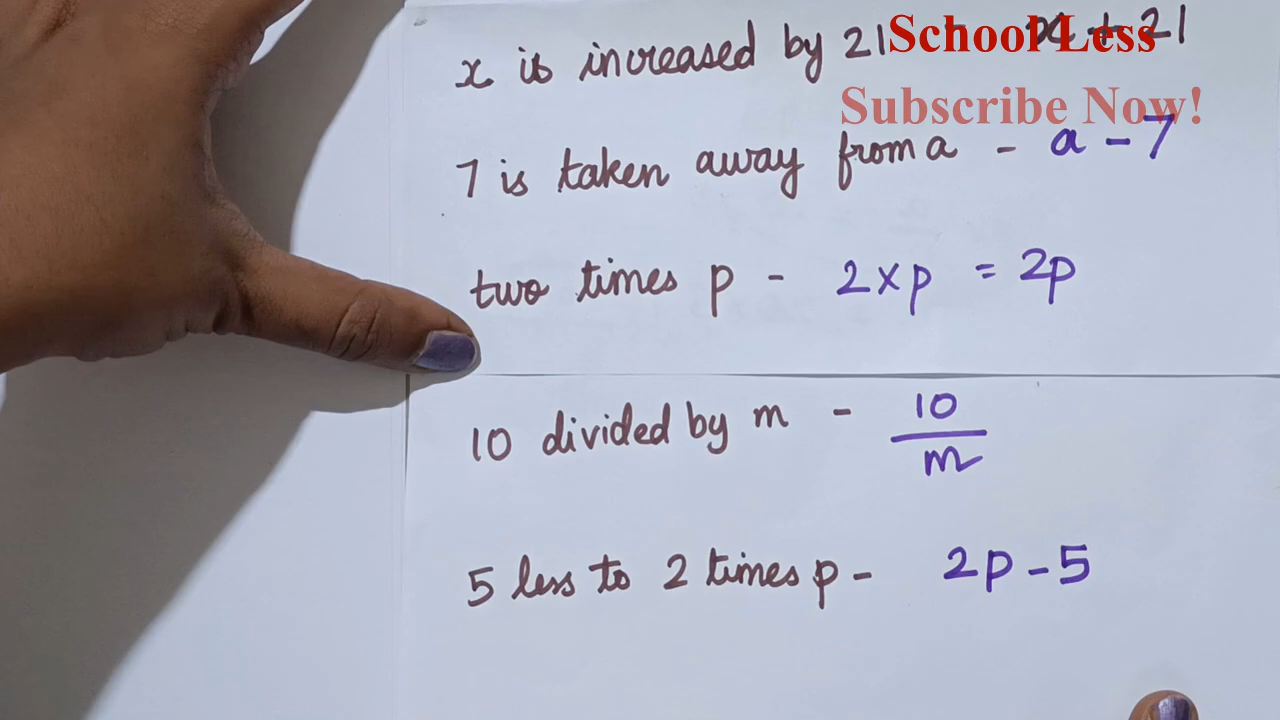 x is increased by 21 - x + 21
School Less
Subscribe Now!
7 is taken away from a - a - 7
two times p - 2 x p = 2p
10 divided by m - 10
m
5 less to 2 times p - 2p - 5